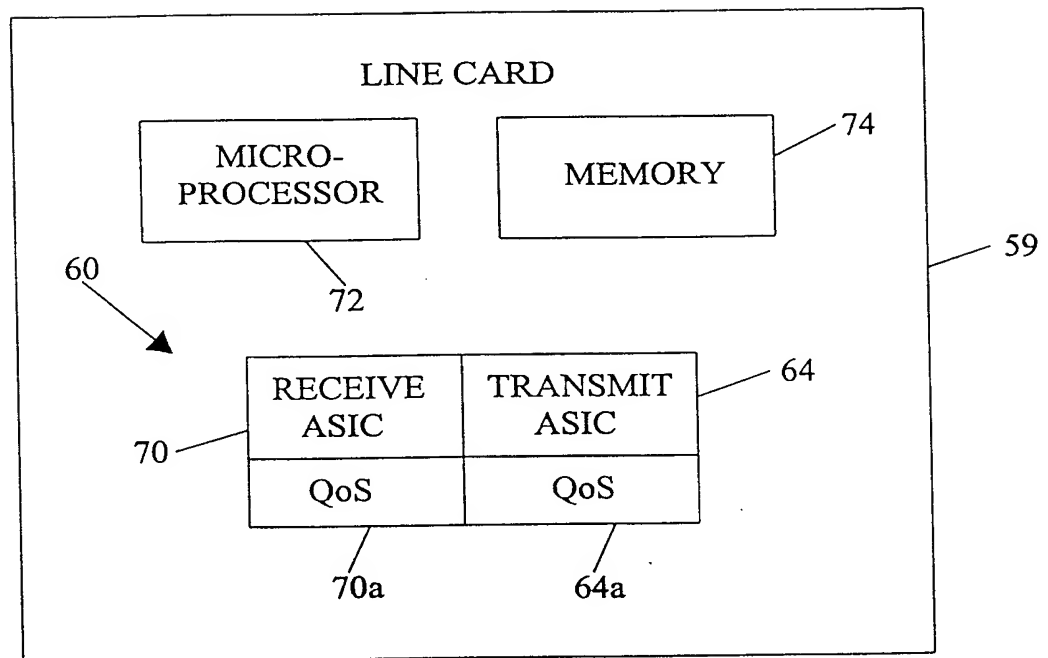 LINE CARD
MICRO-
PROCESSOR
MEMORY
74
59
60
72
RECEIVE
ASIC
TRANSMIT
ASIC
64
70
QoS
QoS
70a
64a